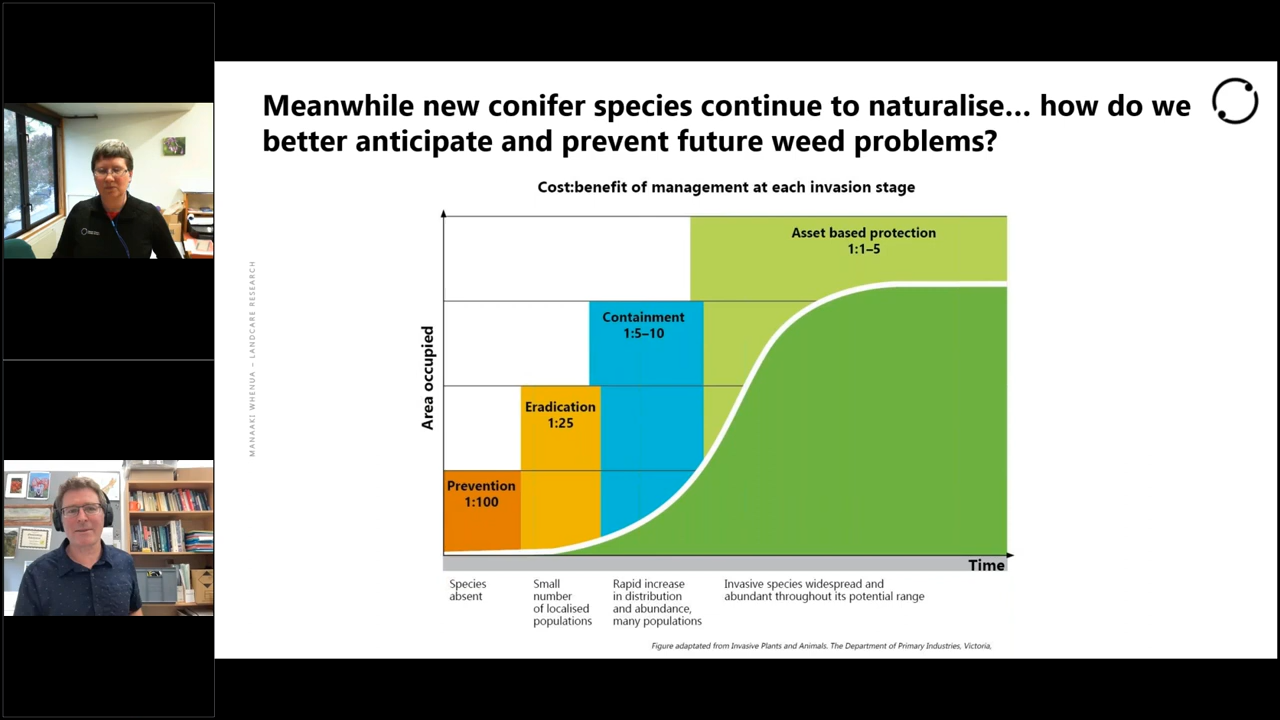 Meanwhile new conifer species continue to naturalise... how do we
better anticipate and prevent future weed problems?
Cost:benefit of management at each invasion stage
Asset based protection
1:1–5
Containment
1:5–10
Eradication
1:25
Prevention
1:100
Area occupied
Time
Species
absent
Small
number
of localised
populations
Rapid increase
in distribution
and abundance,
many populations
Invasive species widespread and
abundant throughout its potential range
Figure adaptated from Invasive Plants and Animals. The Department of Primary Industries, Victoria,
MANAAKI WHENUA – LANDCARE RESEARCH